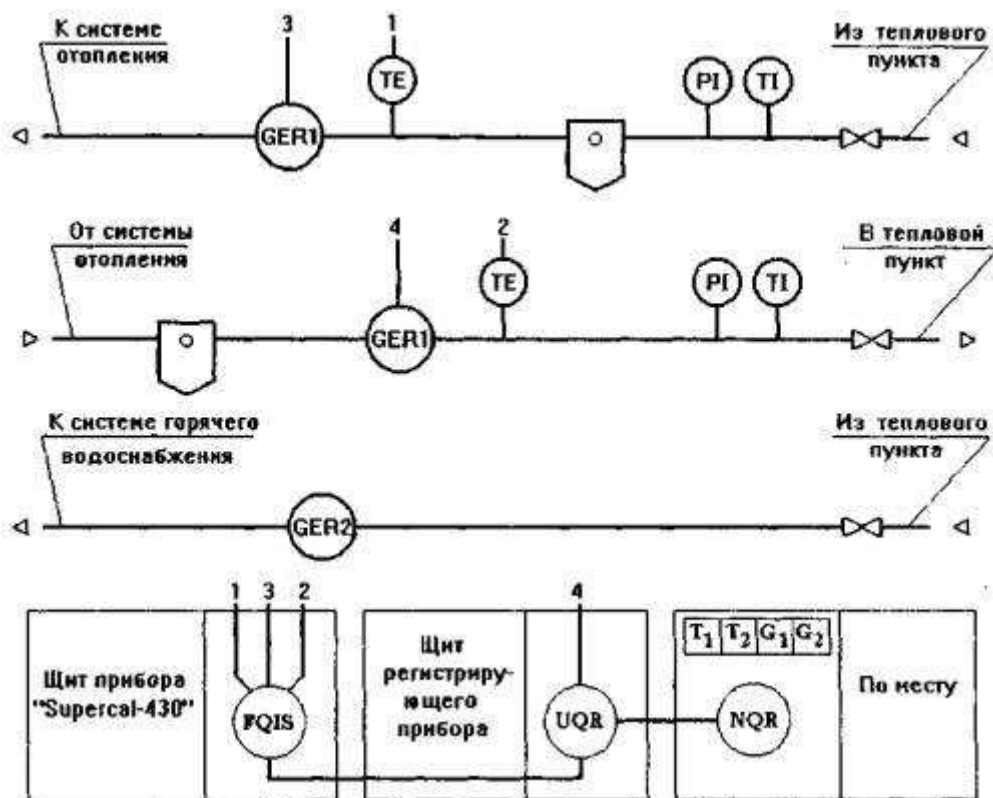 К системе
отопления
3
1
Из теплового
пункта
GER1
TE
PI
TI
От системы
отопления
4
2
В тепловой
пункт
GER1
TE
PI
TI
К системе горячего
водоснабжения
Из теплового
пункта
GER2
1 3 2
4
Щит прибора
"Supercal-430"
FQIS
Щит
регистриру-
ющего
прибора
UQR
T1 T2 G1 G2
NQR
По месту